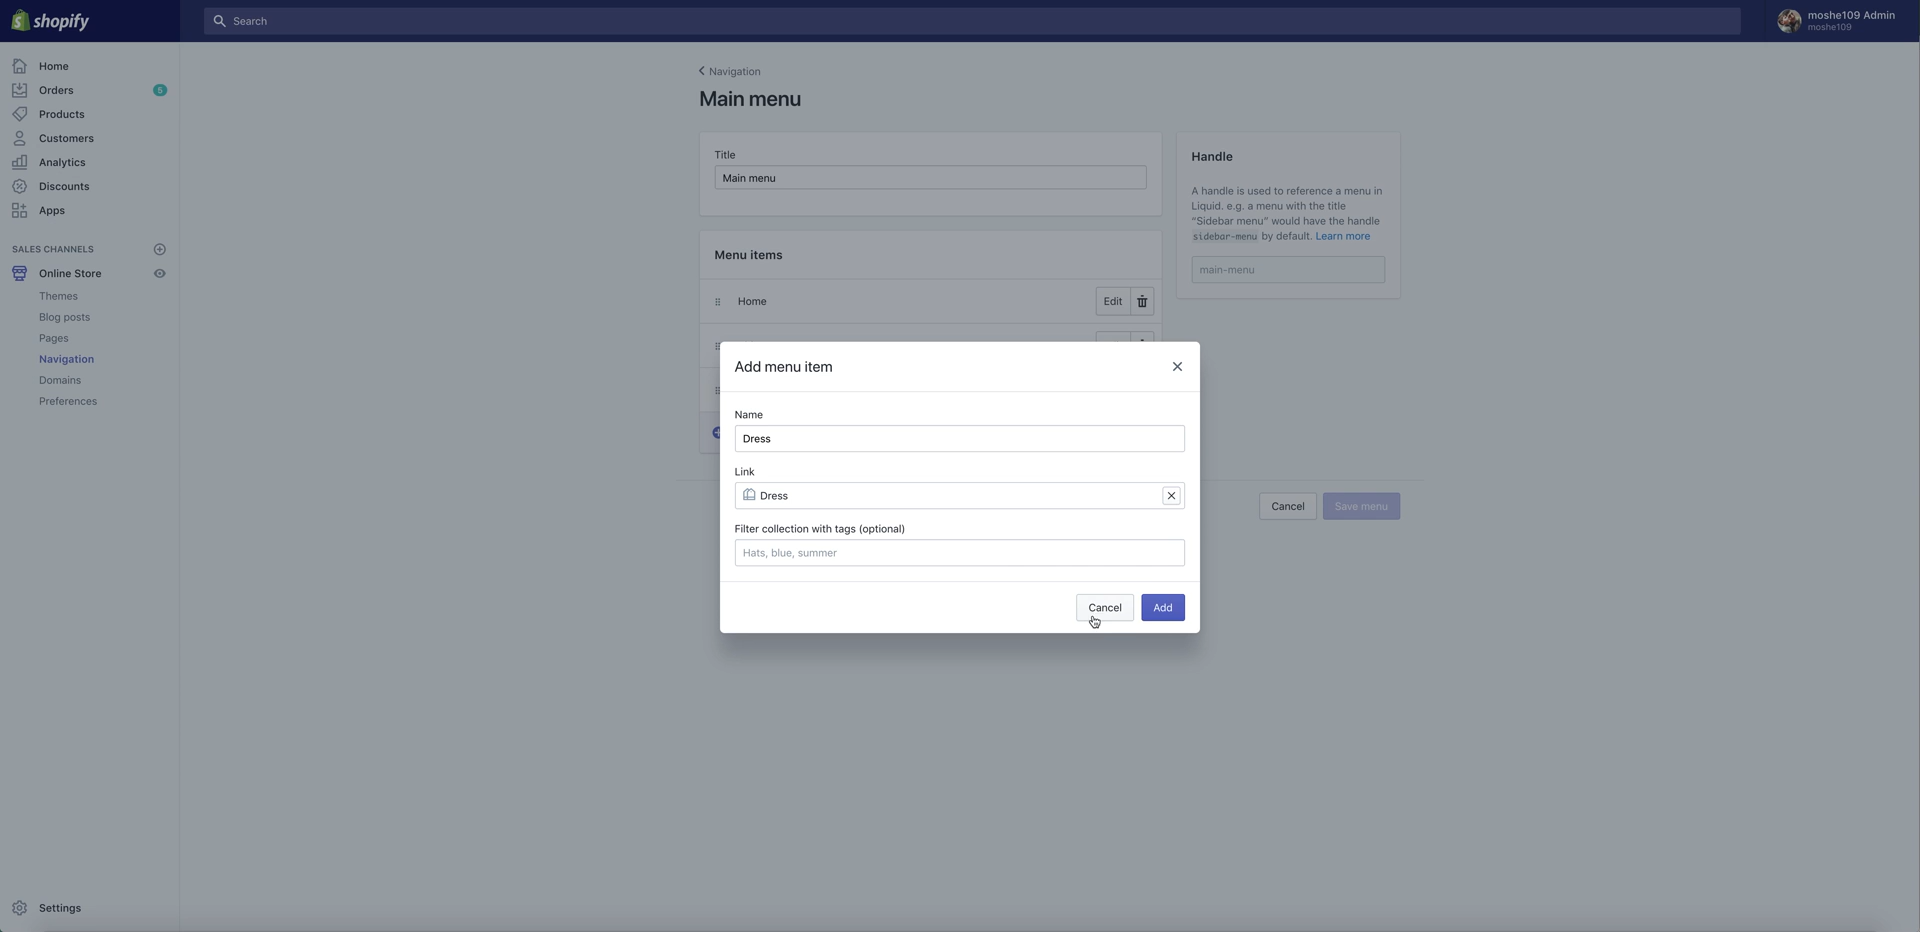 shopify
Search
moshe109 Admin
moshe109
Home
Orders
5
Products
Customers
Analytics
Discounts
Apps
SALES CHANNELS
Online Store
Themes
Blog posts
Pages
Navigation
Domains
Preferences
Settings
Navigation
Main menu
Title
Main menu
Menu items
Home
Edit
Handle
A handle is used to reference a menu in
Liquid. e.g. a menu with the title
“Sidebar menu” would have the handle
sidebar-menu by default. Learn more
main-menu
Cancel
Save menu
Add menu item
Name
Dress
Link
Dress
Filter collection with tags (optional)
Hats, blue, summer
Cancel
Add